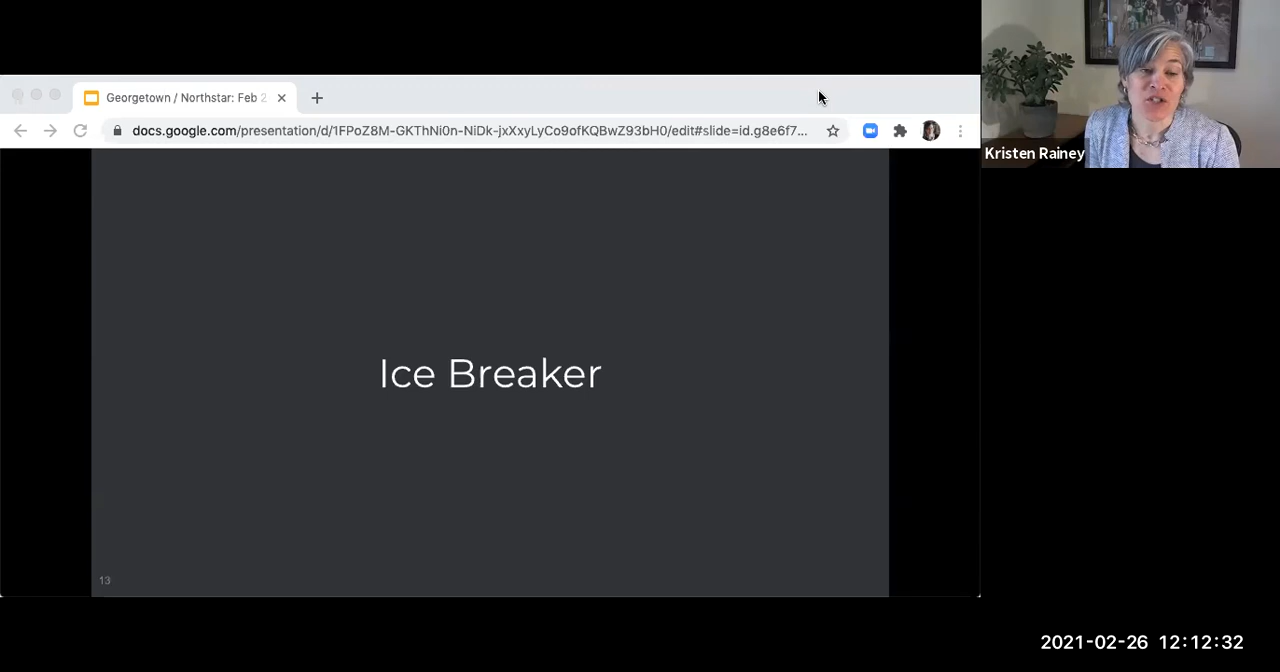 Georgetown / Northstar: Feb 2
docs.google.com/presentation/d/1FPoZ8M-GKThNi0n-NiDk-jxXxyLyCo9ofKQBwZ93bH0/edit#slide=id.g8e6f7...
Kristen Rainey
Ice Breaker
13
2021-02-26 12:12:32